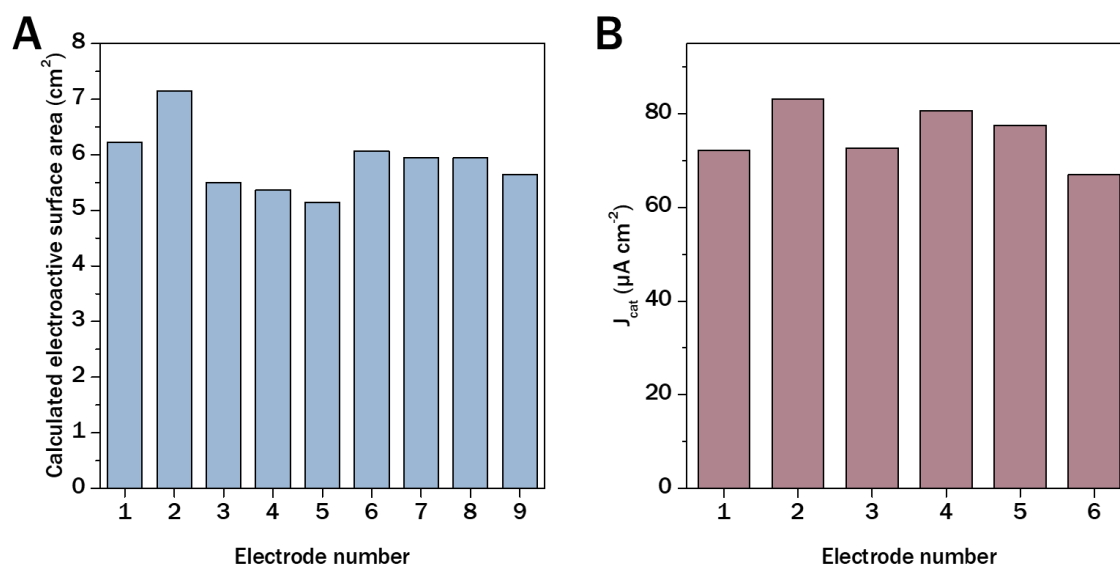 A
Calculated electroactive surface area (cm²)
8
7
6
5
4
3
2
1
0
1 2 3 4 5 6 7 8 9
Electrode number
B
J_cat (µA cm⁻²)
80
60
40
20
0
1 2 3 4 5 6
Electrode number